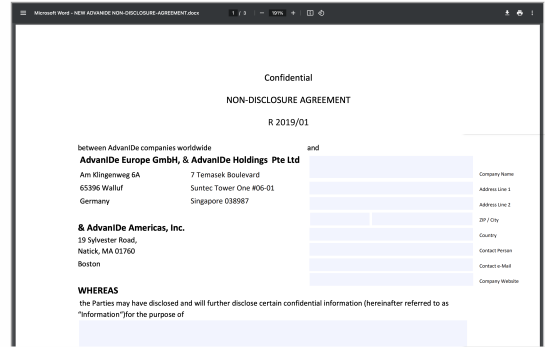 Microsoft Word - NEW ADVANIDE NON-DISCLOSURE-AGREEMENT.docx
1 / 3
191%
Confidential
NON-DISCLOSURE AGREEMENT
R 2019/01
between AdvanIDe companies worldwide and
AdvanIDe Europe GmbH, & AdvanIDe Holdings Pte Ltd
Am Klingenweg 6A 7 Temasek Boulevard
65396 Walluf Suntec Tower One #06-01
Germany Singapore 038987
& AdvanIDe Americas, Inc.
19 Sylvester Road,
Natick, MA 01760
Boston
Company Name
Address Line 1
Address Line 2
ZIP / City
Country
Contact Person
Contact e-Mail
Company Website
WHEREAS
the Parties may have disclosed and will further disclose certain confidential information (hereinafter referred to as
"Information")for the purpose of